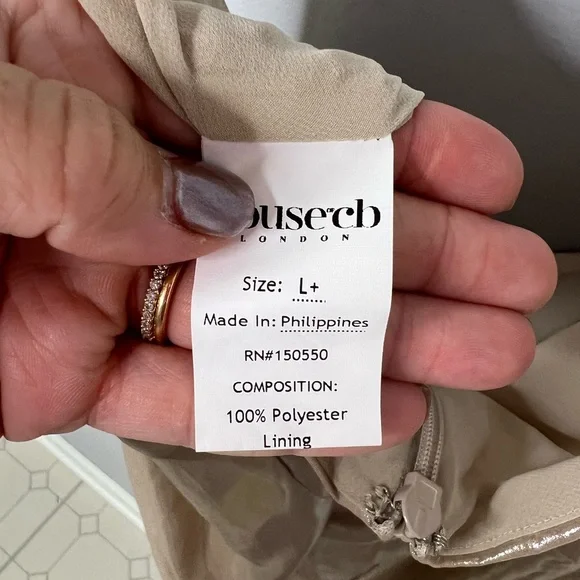 LONDON
Size: L+
Made In: Philippines
RN#150550
COMPOSITION:
100% Polyester
Lining